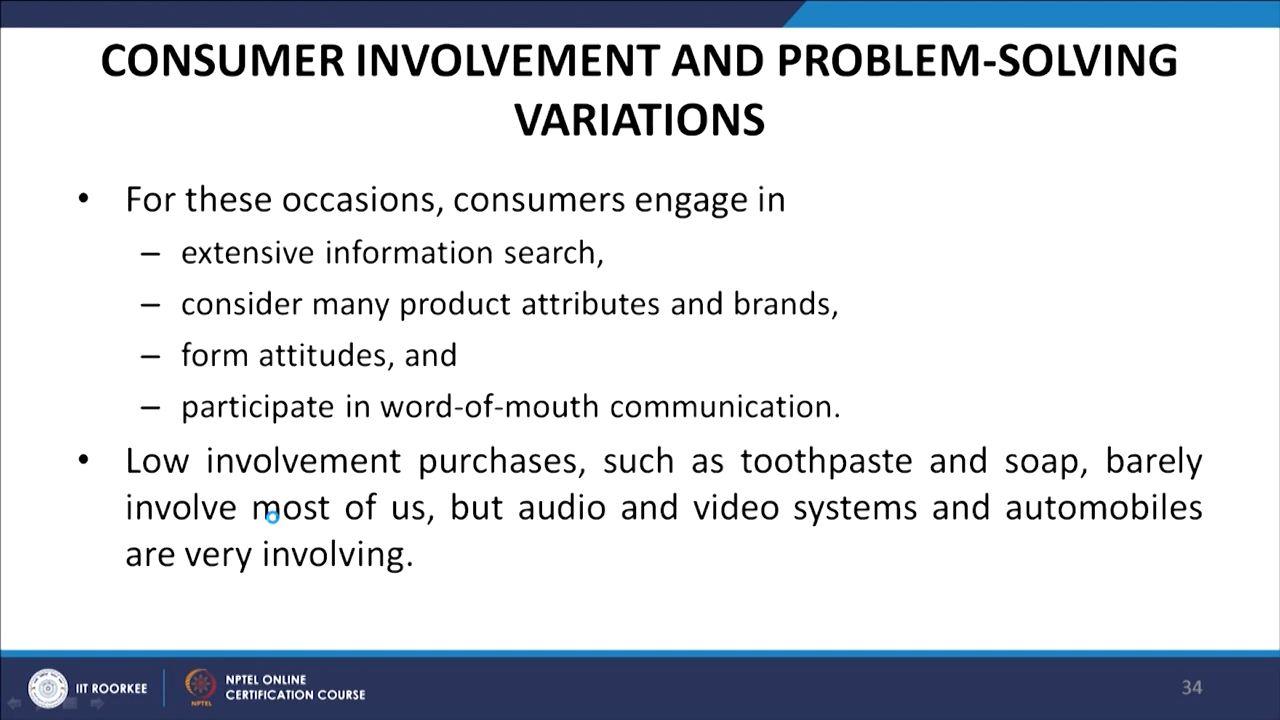 CONSUMER INVOLVEMENT AND PROBLEM-SOLVING
VARIATIONS
• For these occasions, consumers engage in
– extensive information search,
– consider many product attributes and brands,
– form attitudes, and
– participate in word-of-mouth communication.
• Low involvement purchases, such as toothpaste and soap, barely
involve most of us, but audio and video systems and automobiles
are very involving.
IIT ROORKEE
NPTEL
NPTEL ONLINE
CERTIFICATION COURSE
34